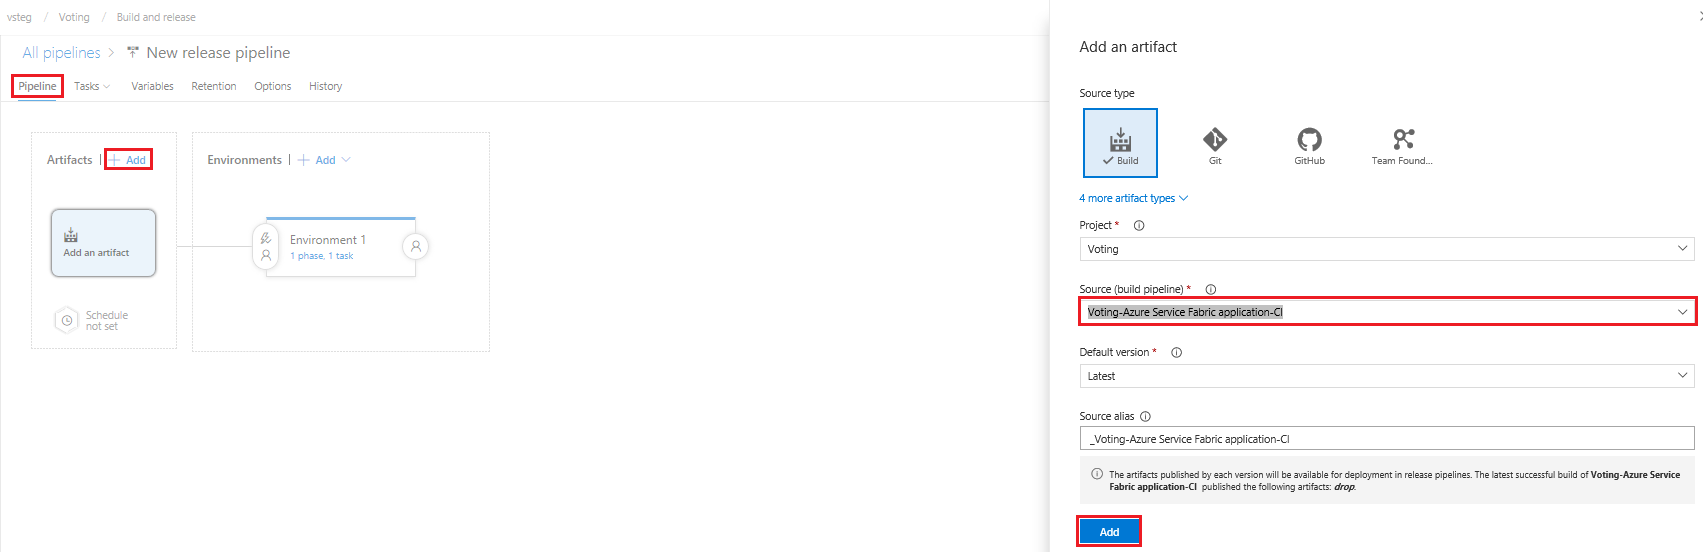 vsteg / Voting / Build and release
All pipelines > New release pipeline
Pipeline Tasks Variables Retention Options History
Artifacts | + Add
Add an artifact
Schedule
not set
Environments | + Add
Environment 1
1 phase, 1 task
Add an artifact
Source type
Build
Git
GitHub
Team Found...
4 more artifact types
Project *
Voting
Source (build pipeline) *
Voting-Azure Service Fabric application-CI
Default version *
Latest
Source alias
_Voting-Azure Service Fabric application-CI
The artifacts published by each version will be available for deployment in release pipelines. The latest successful build of Voting-Azure Service
Fabric application-CI published the following artifacts: drop.
Add